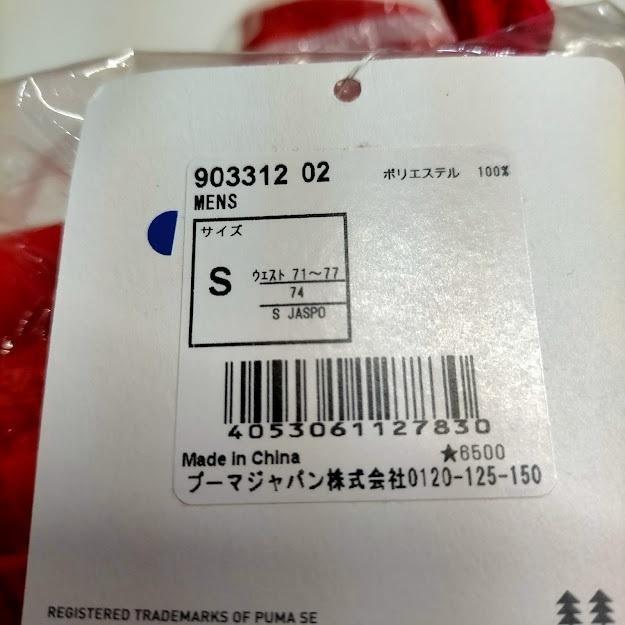 903312 02
ポリエステル 100%
MENS
サイズ
S
ウエスト 71～77
74
S JASPO
4053061127830
Made in China
★6500
プーマジャパン株式会社0120-125-150
REGISTERED TRADEMARKS OF PUMA SE